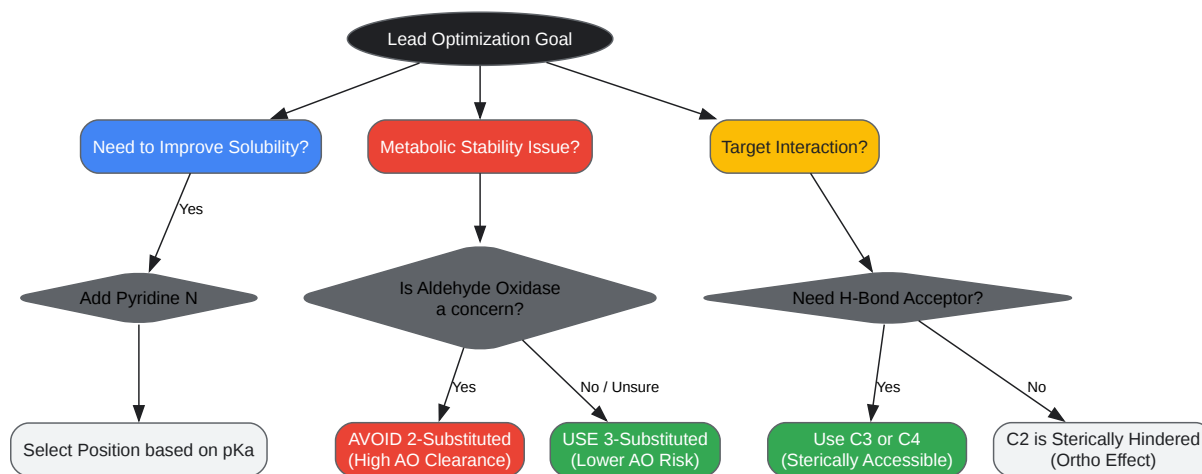 Lead Optimization Goal
Need to Improve Solubility?
Metabolic Stability Issue?
Target Interaction?
Yes
Add Pyridine N
Is Aldehyde Oxidase
a concern?
Need H-Bond Acceptor?
Yes
No / Unsure
Yes
No
Select Position based on pKa
AVOID 2-Substituted
(High AO Clearance)
USE 3-Substituted
(Lower AO Risk)
Use C3 or C4
(Sterically Accessible)
C2 is Sterically Hindered
(Ortho Effect)